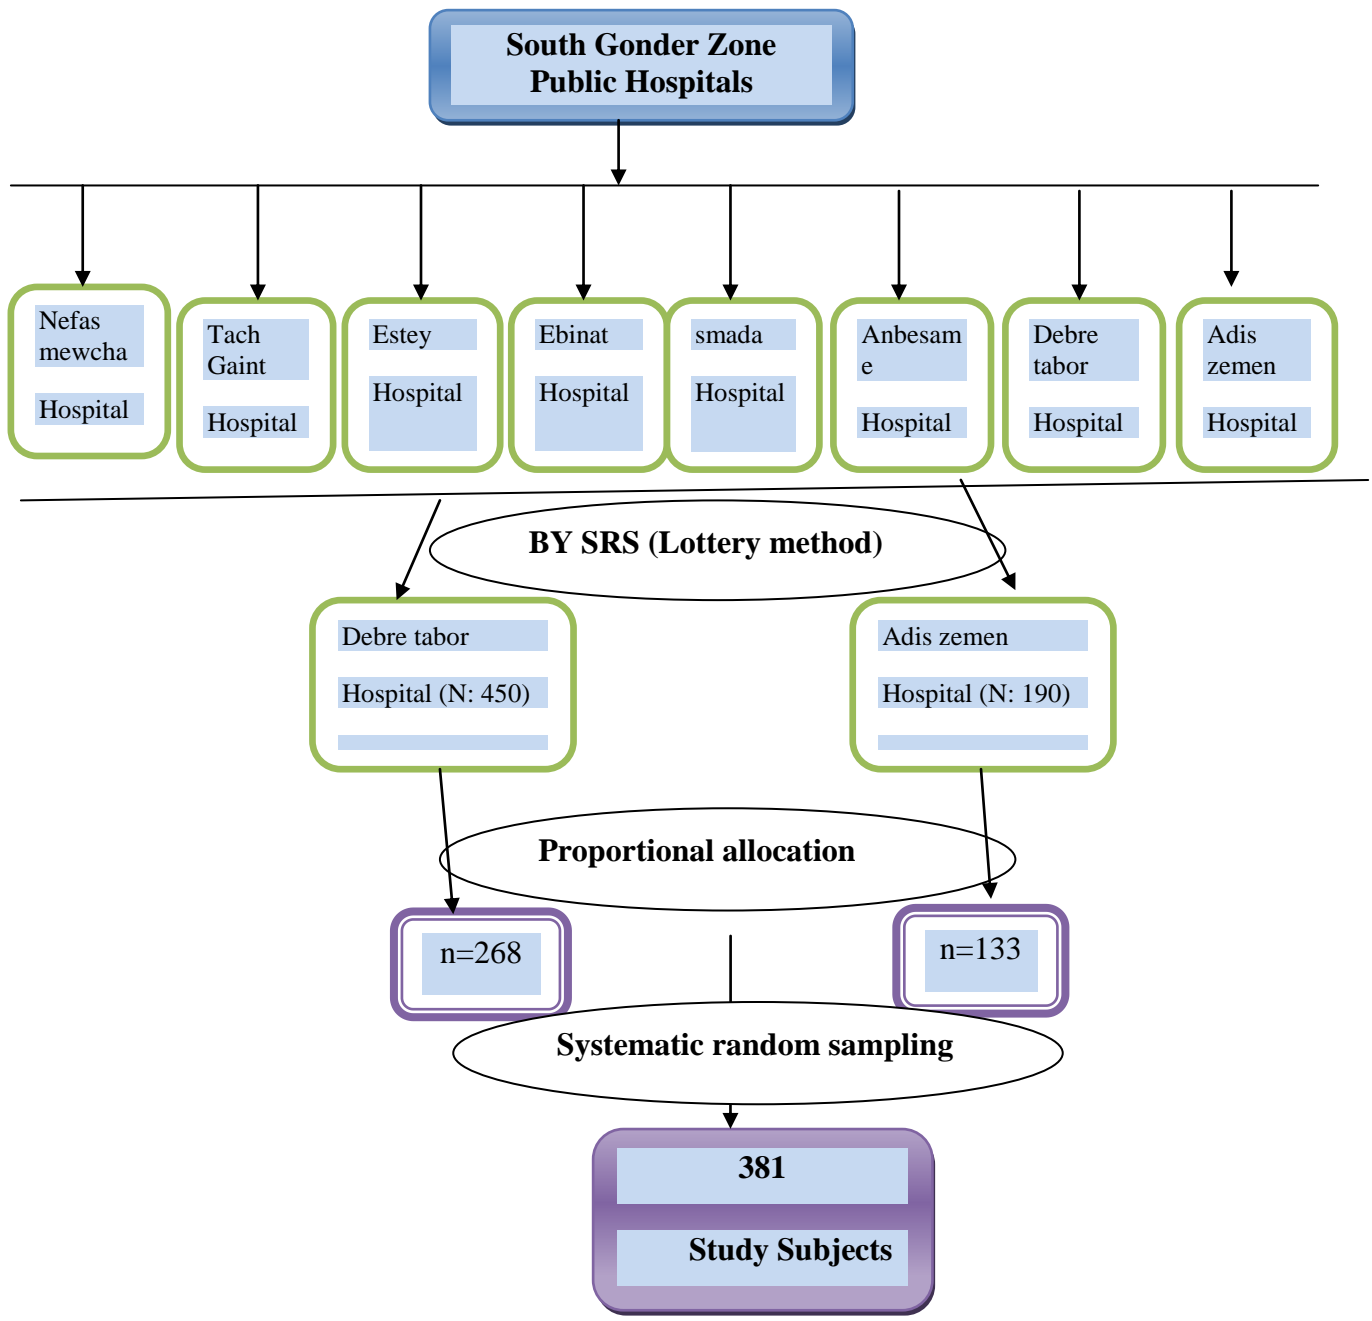 South Gonder Zone
Public Hospitals
Nefas
mewcha
Hospital
Tach
Gaint
Hospital
Estey
Hospital
Ebinat
Hospital
smada
Hospital
Anbesam
e
Hospital
Debre
tabor
Hospital
Adis
zemen
Hospital
BY SRS (Lottery method)
Debre tabor
Hospital (N: 450)
Adis zemen
Hospital (N: 190)
Proportional allocation
n=268
n=133
Systematic random sampling
381
Study Subjects